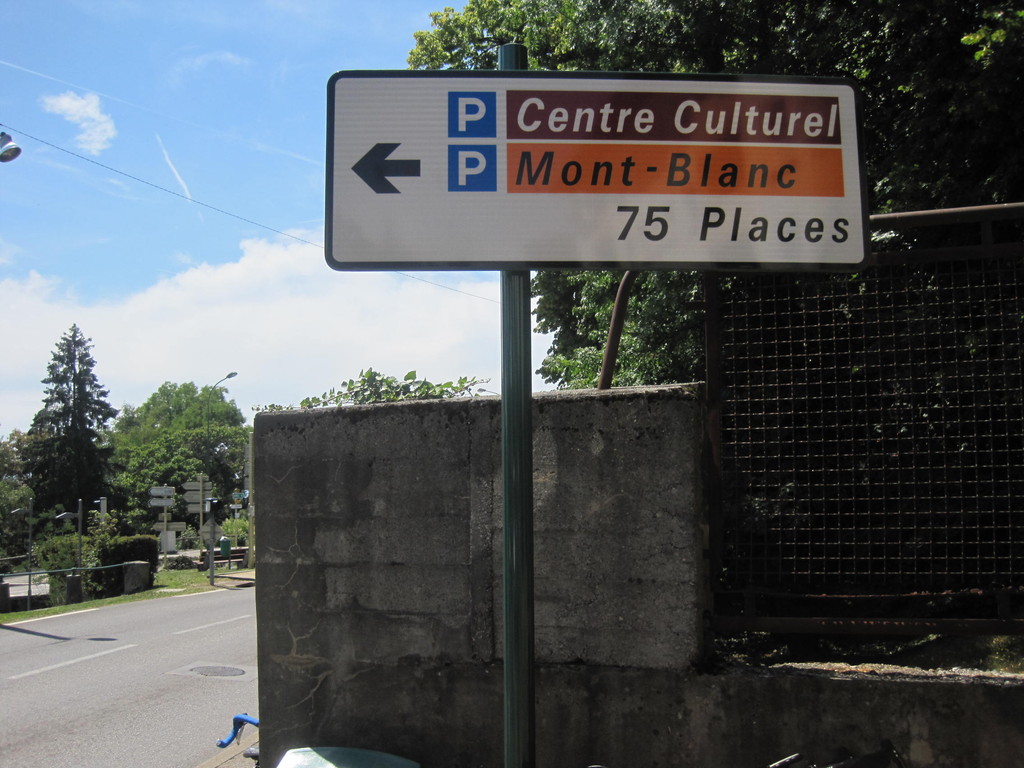 P Centre Culturel
P Mont-Blanc
75 Places